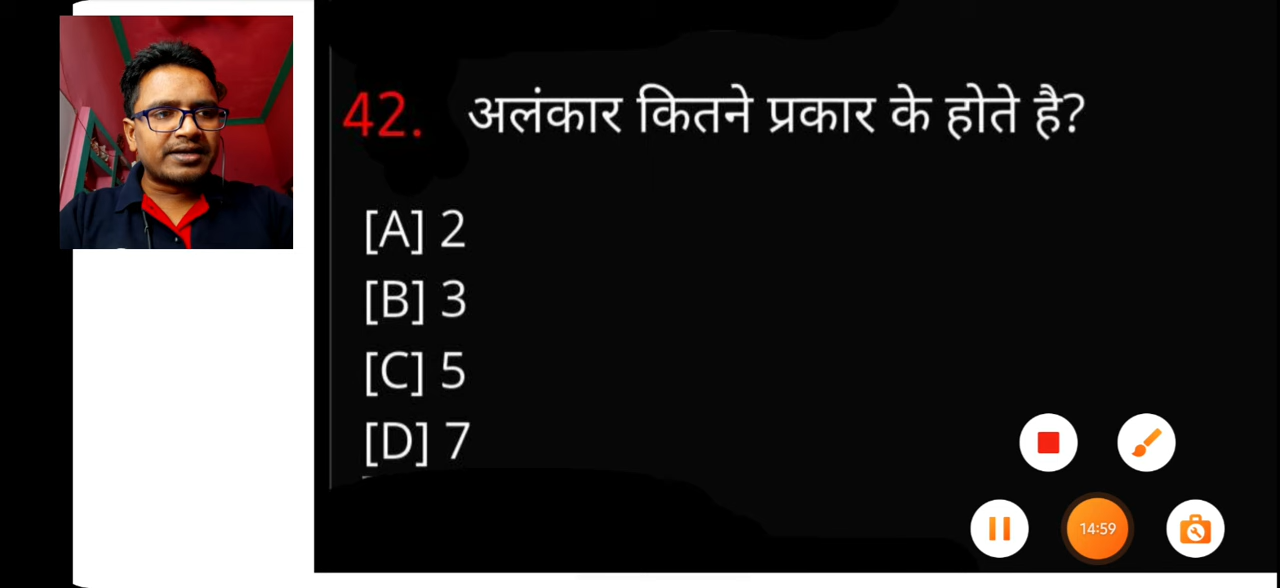 42. अलंकार कितने प्रकार के होते है?
[A] 2
[B] 3
[C] 5
[D] 7
14:59